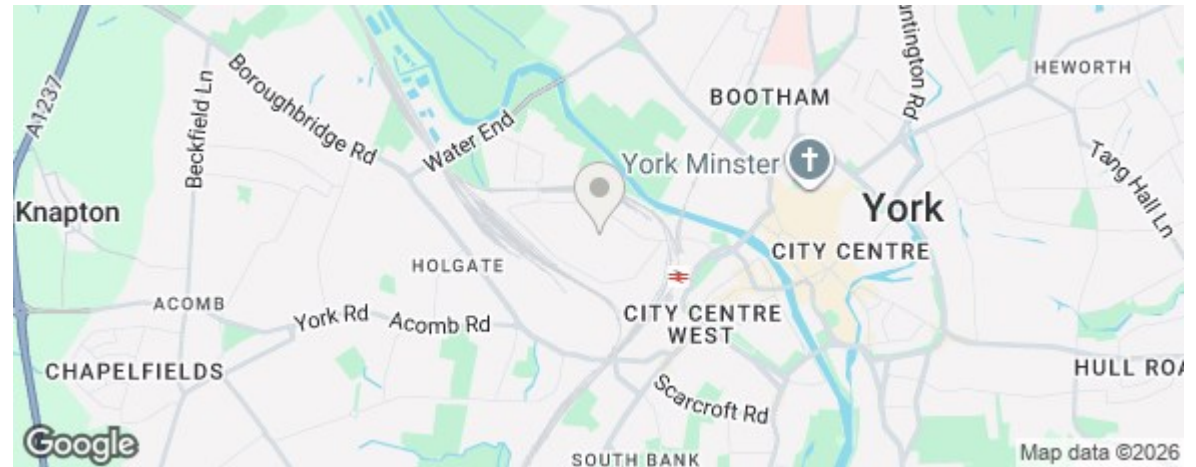 untington Rd
HEWORTH
A1237
Beckfield Ln
Boroughbridge Rd
BOOTHAM
Water End
Tang Hall Ln
York Minster
Knapton
York
CITY CENTRE
HOLGATE
ACOMB
York Rd
Acomb Rd
CITY CENTRE
WEST
CHAPELFIELDS
HULL ROA
Scarcroft Rd
Google
SOUTH BANK
Map data ©2026